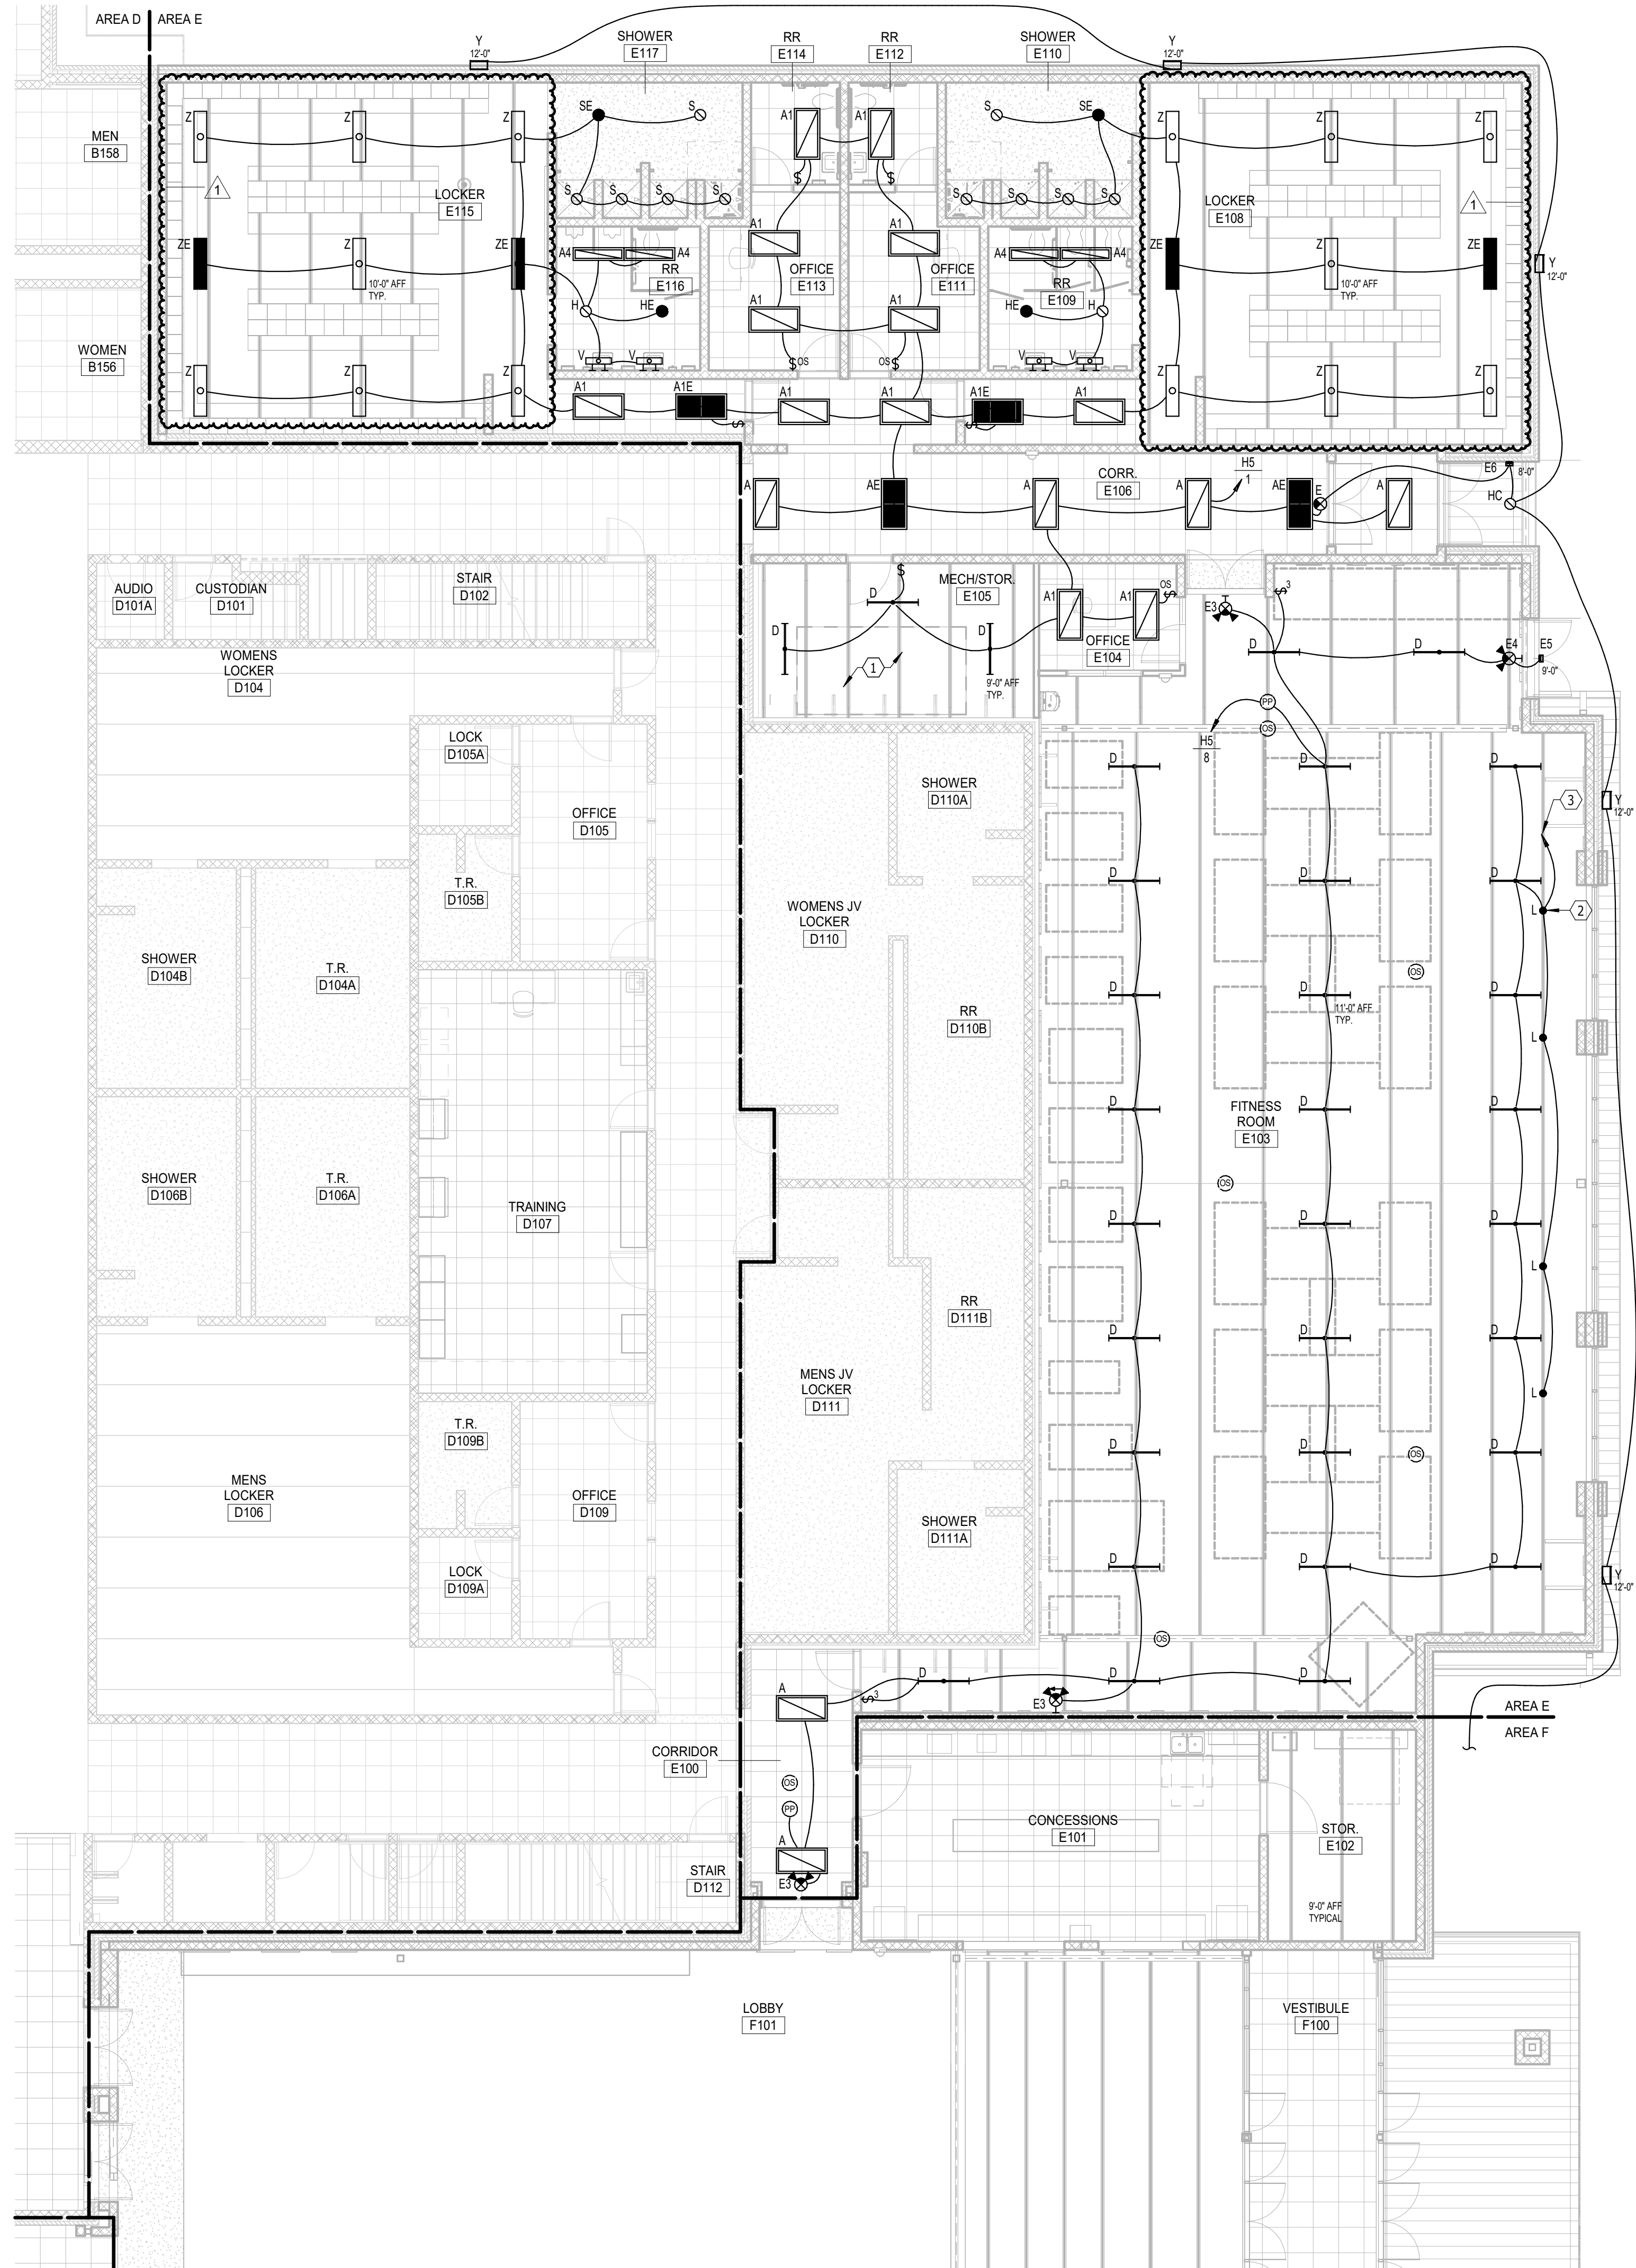 AREA D
AREA E
Y
12'-0"
SHOWER
E117
RR
E114
RR
E112
SHOWER
E110
Y
12'-0"
MEN
B158
WOMEN
B156
Z
Z
Z
1
LOCKER
E115
ZE
Z
ZE
10'-0" AFF
TYP.
Z
Z
Z
SE
S
S
S
S
S
A1
A1
$
$
S
SE
S
S
S
S
S
Z
Z
Z
LOCKER
E108
1
ZE
Z
ZE
10'-0" AFF
TYP.
Z
Z
Z
Y
12'-0"
A4
A4
RR
E116
H
HE
V
V
A1
OFFICE
E113
A1
$
OS
A1
OFFICE
E111
A1
OS
$
A4
A4
RR
E109
HE
H
V
V
A1
A1E
$
A1
A1
A1E
$
A1
CORR.
E106
H5
1
E6
8'-0"
HC
A
AE
A
A
AE
E
A
AUDIO
D101A
CUSTODIAN
D101
STAIR
D102
$
MECH/STOR.
E105
D
D
D
1
9'-0" AFF
TYP.
A1
A1
OS
$
OFFICE
E104
E3
$3
D
D
E4
E5
9'-0"
WOMENS
LOCKER
D104
LOCK
D105A
OFFICE
D105
T.R.
D105B
SHOWER
D104B
T.R.
D104A
SHOWER
D106B
T.R.
D106A
TRAINING
D107
T.R.
D109B
MENS
LOCKER
D106
OFFICE
D109
LOCK
D109A
SHOWER
D110A
WOMENS JV
LOCKER
D110
RR
D110B
RR
D111B
MENS JV
LOCKER
D111
SHOWER
D111A
PP
OS
H5
8
D
D
D
3
Y
12'-0"
D
D
D
L
2
OS
D
D
D
11'-0" AFF
TYP.
L
D
D
D
FITNESS
ROOM
E103
OS
D
D
D
L
D
D
D
L
D
D
D
OS
D
D
D
Y
12'-0"
OS
A
$3
D
D
D
E3
AREA E
AREA F
CORRIDOR
E100
OS
PP
A
E3
CONCESSIONS
E101
STOR.
E102
9'-0" AFF
TYPICAL
STAIR
D112
LOBBY
F101
VESTIBULE
F100